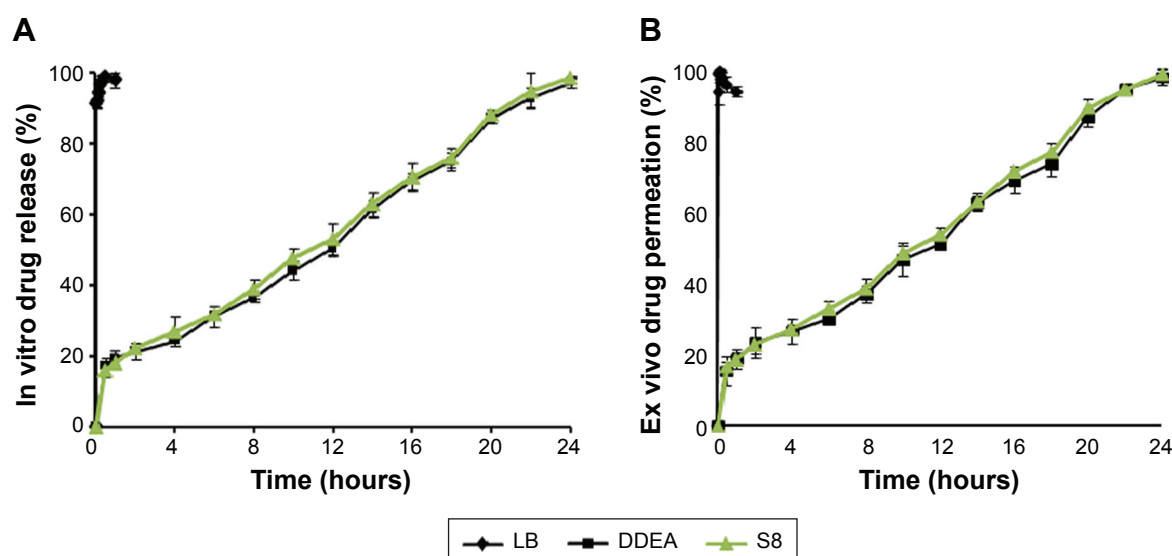 A
In vitro drug release (%)
100
80
60
40
20
0
0 4 8 12 16 20 24
Time (hours)
B
Ex vivo drug permeation (%)
100
80
60
40
20
0
0 4 8 12 16 20 24
Time (hours)
LB DDEA S8